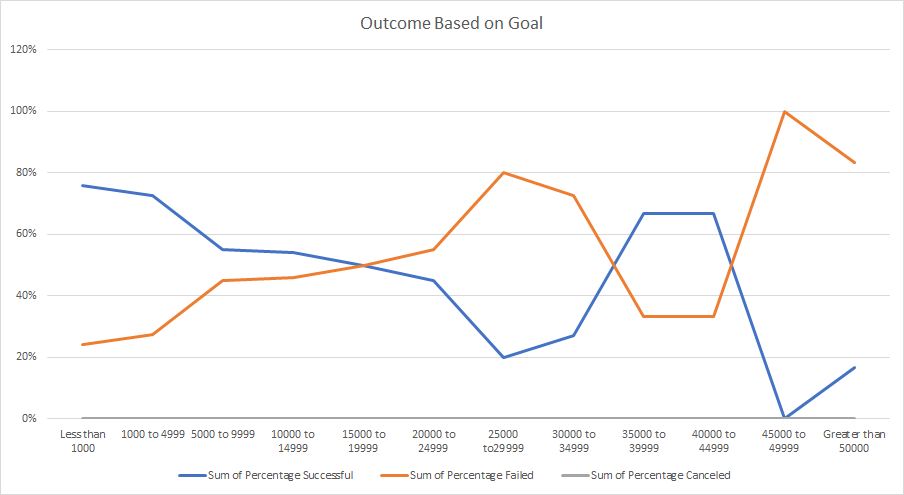 Outcome Based on Goal
120%
100%
80%
60%
40%
20%
0%
Less than 1000
1000 to 4999
5000 to 9999
10000 to 14999
15000 to 19999
20000 to 24999
25000 to29999
30000 to 34999
35000 to 39999
40000 to 44999
45000 to 49999
Greater than 50000
Sum of Percentage Successful
Sum of Percentage Failed
Sum of Percentage Canceled